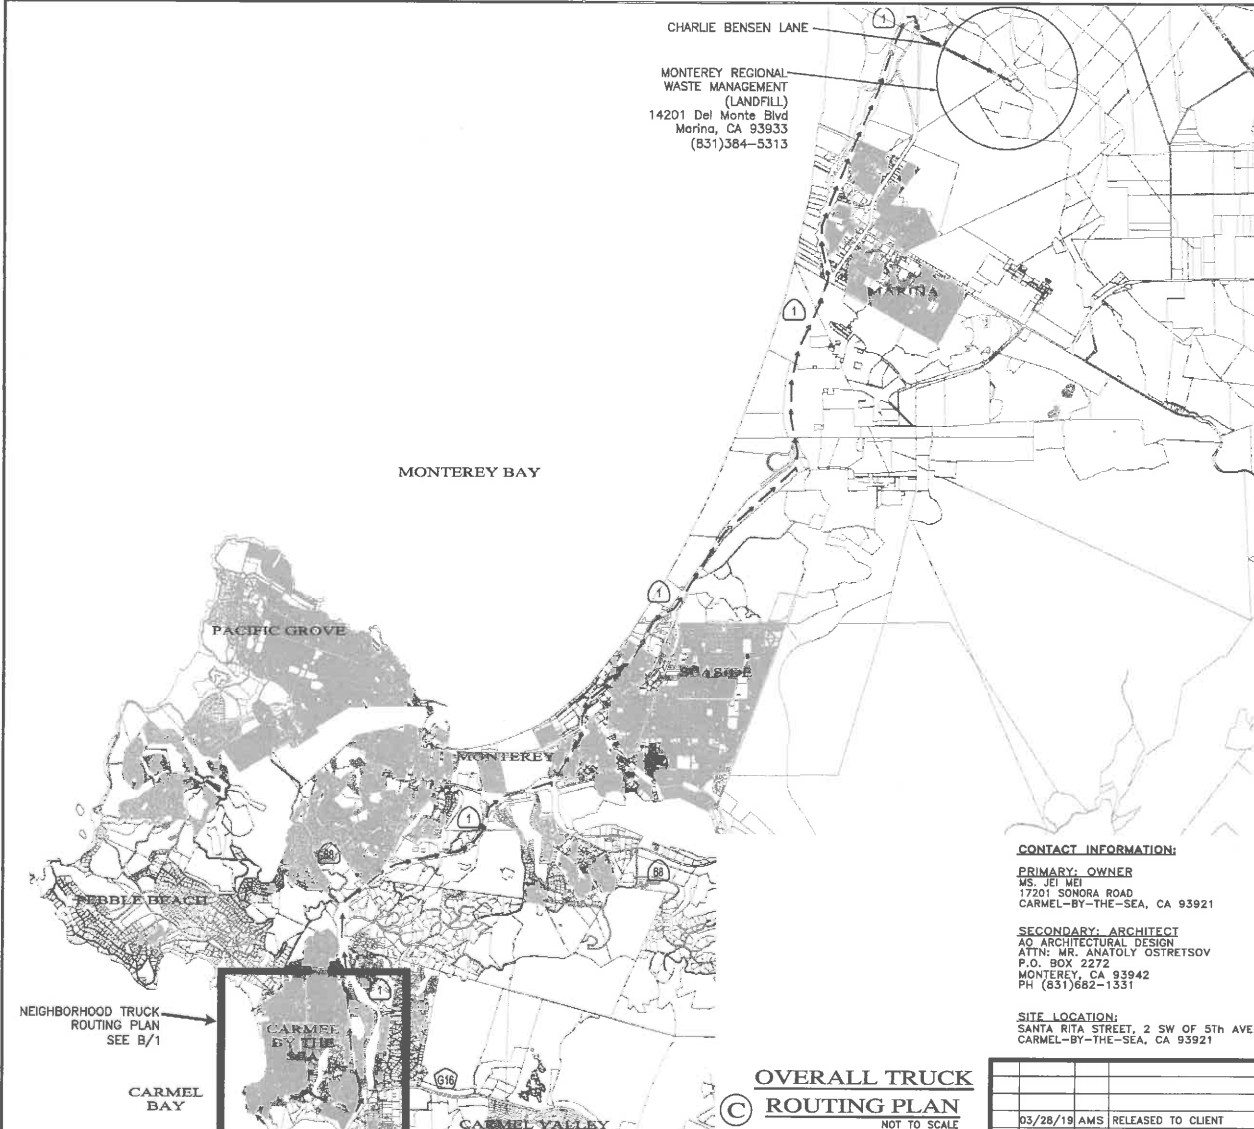 CHARLIE BENSEN LANE
1
MONTEREY REGIONAL
WASTE MANAGEMENT
(LANDFILL)
14201 Del Monte Blvd
Marina, CA 93933
(831)384-5313
MARINA
1
MONTEREY BAY
1
PACIFIC GROVE
SEASIDE
MONTEREY
1
68
68
PEBBLE BEACH
CONTACT INFORMATION:
PRIMARY: OWNER
MS. JEI MEI
17201 SONORA ROAD
CARMEL-BY-THE-SEA, CA 93921
SECONDARY: ARCHITECT
AO ARCHITECTURAL DESIGN
ATTN: MR. ANATOLY OSTRETSOV
P.O. BOX 2272
MONTEREY, CA 93942
PH (831)682-1331
SITE LOCATION:
SANTA RITA STREET, 2 SW OF 5Th AVE
CARMEL-BY-THE-SEA, CA 93921
1
NEIGHBORHOOD TRUCK
ROUTING PLAN
SEE B/1
CARMEL
BY THE
SEA
CARMEL
BAY
G16
CARMEL VALLEY
C
OVERALL TRUCK
ROUTING PLAN
NOT TO SCALE
03/28/19 AMS RELEASED TO CLIENT